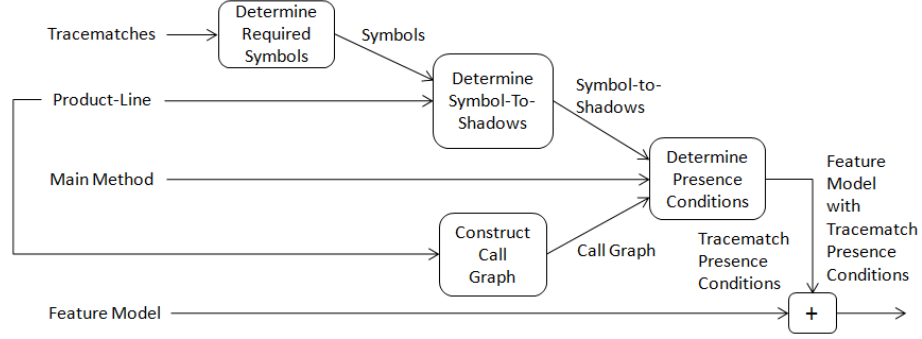 Tracematches
Determine
Required
Symbols
Symbols
Product-Line
Determine
Symbol-To-
Shadows
Symbol-to-
Shadows
Main Method
Determine
Presence
Conditions
Feature
Model
with
Tracematch
Presence
Conditions
Construct
Call
Graph
Call Graph
Tracematch
Presence
Conditions
Feature Model
+